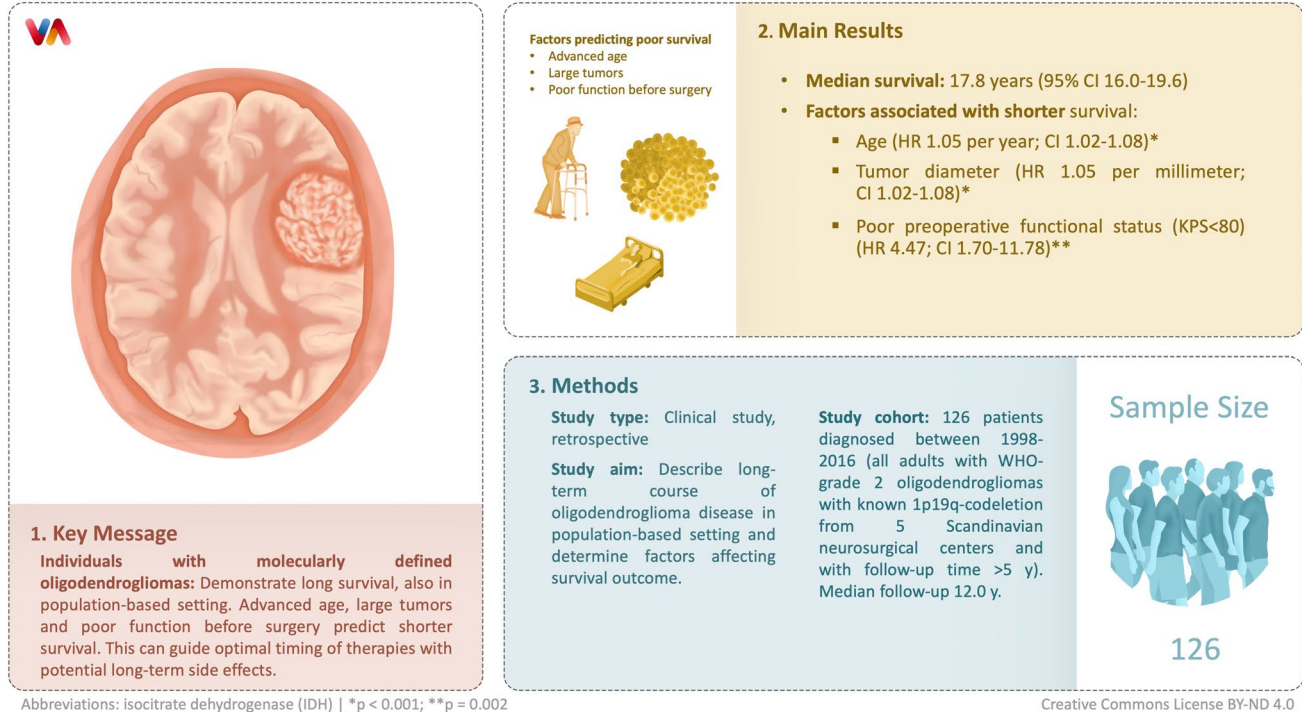 VA
1. Key Message
Individuals with molecularly defined
oligodendrogliomas: Demonstrate long survival, also in
population-based setting. Advanced age, large tumors
and poor function before surgery predict shorter
survival. This can guide optimal timing of therapies with
potential long-term side effects.
Factors predicting poor survival
• Advanced age
• Large tumors
• Poor function before surgery
2. Main Results
• Median survival: 17.8 years (95% CI 16.0-19.6)
• Factors associated with shorter survival:
▪ Age (HR 1.05 per year; CI 1.02-1.08)*
▪ Tumor diameter (HR 1.05 per millimeter;
CI 1.02-1.08)*
▪ Poor preoperative functional status (KPS<80)
(HR 4.47; CI 1.70-11.78)**
3. Methods
Study type: Clinical study,
retrospective
Study aim: Describe long-
term course of
oligodendroglioma disease in
population-based setting and
determine factors affecting
survival outcome.
Study cohort: 126 patients
diagnosed between 1998-
2016 (all adults with WHO-
grade 2 oligodendrogliomas
with known 1p19q-codeletion
from 5 Scandinavian
neurosurgical centers and
with follow-up time >5 y).
Median follow-up 12.0 y.
Sample Size
126
Abbreviations: isocitrate dehydrogenase (IDH) | *p < 0.001; **p = 0.002
Creative Commons License BY-ND 4.0